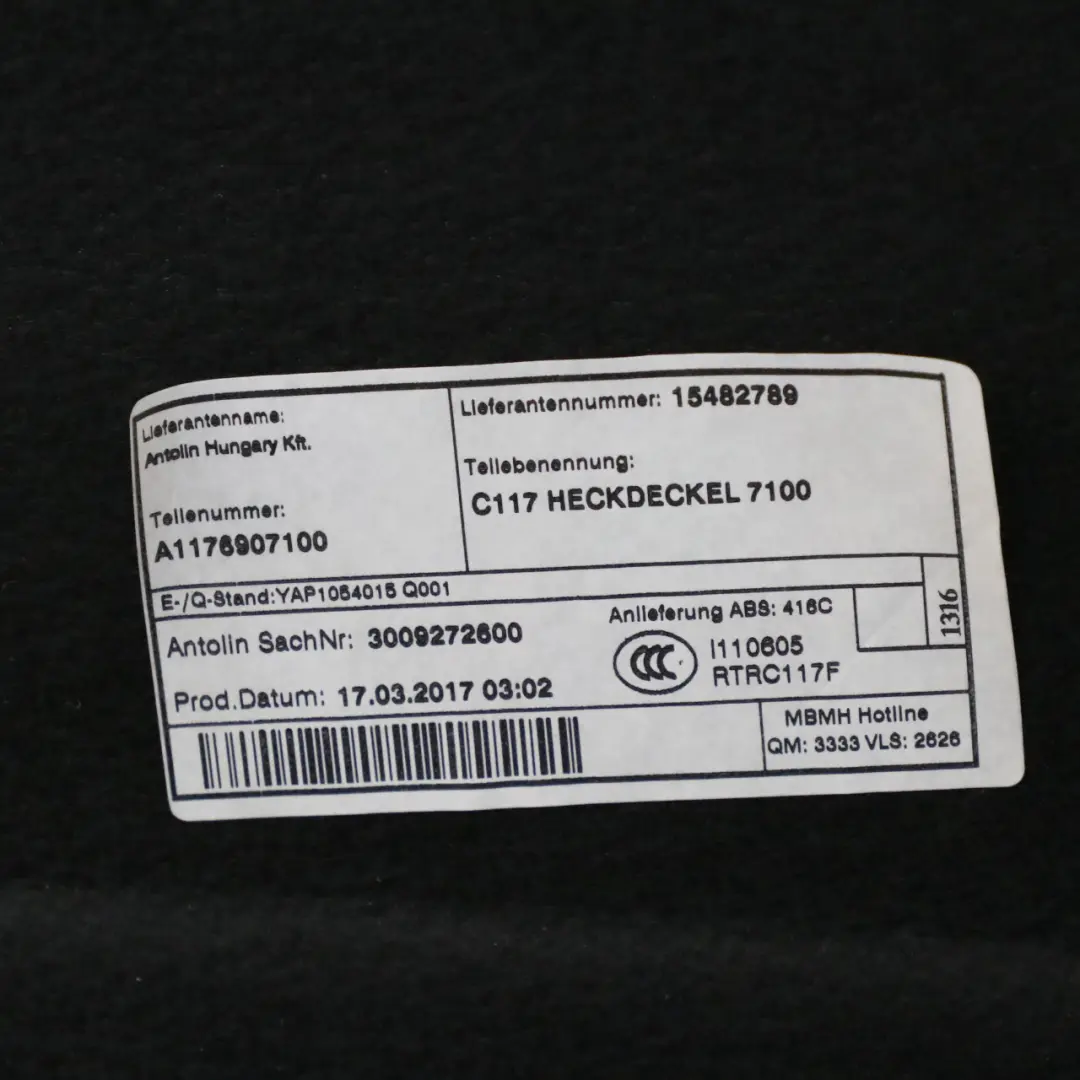 Lieferantenname:
Antolin Hungary Kft.
Teilenummer:
A1176907100
Lieferantennummer: 15482789
Teilebenennung:
C117 HECKDECKEL 7100
E-/Q-Stand:YAP1054015 Q001
1316
Antolin SachNr: 3009272600
Prod.Datum: 17.03.2017 03:02
Anlieferung ABS: 416C
CCC
I110605
RTRC117F
MBMH Hotline
QM: 3333 VLS: 2626